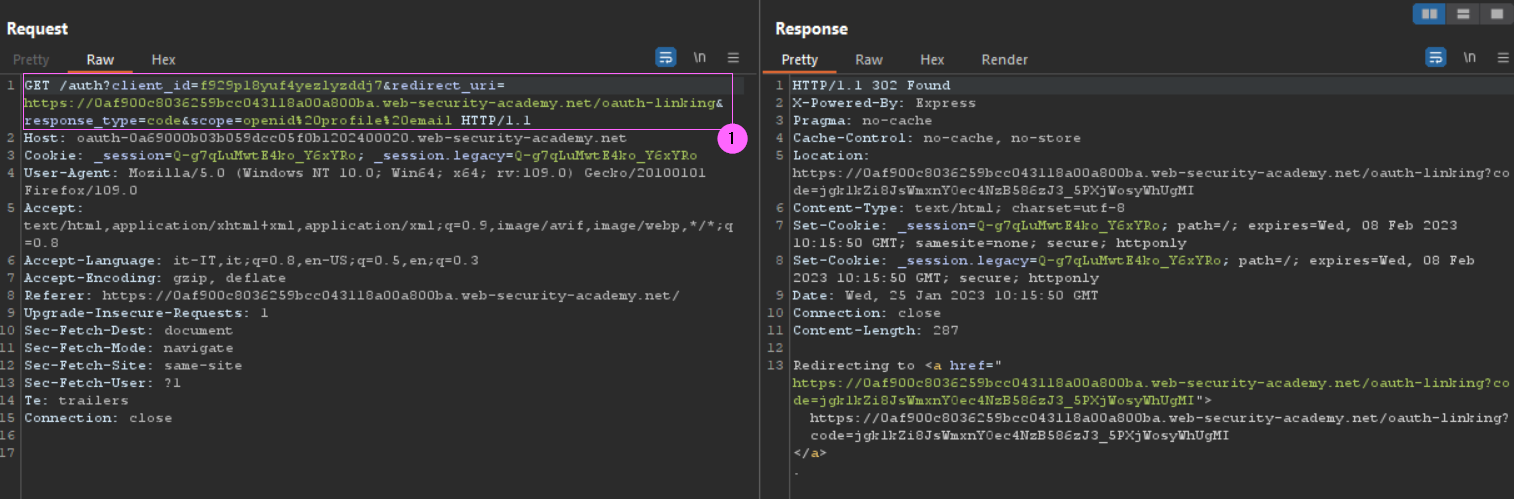 Request
Pretty Raw Hex \n
1 GET /auth?client_id=f929pl8yuf4yezlyzddj7&redirect_uri=
https://0af900c8036259bcc043118a00a800ba.web-security-academy.net/oauth-linking&
response_type=code&scope=openid%20profile%20email HTTP/1.1
1
2 Host: oauth-0a69000b03b059dcc05f0b1202400020.web-security-academy.net
3 Cookie: _session=Q-g7qLuMwtE4ko_Y6xYRo; _session.legacy=Q-g7qLuMwtE4ko_Y6xYRo
4 User-Agent: Mozilla/5.0 (Windows NT 10.0; Win64; x64; rv:109.0) Gecko/20100101
Firefox/109.0
5 Accept:
text/html,application/xhtml+xml,application/xml;q=0.9,image/avif,image/webp,*/*;q
=0.8
6 Accept-Language: it-IT,it;q=0.8,en-US;q=0.5,en;q=0.3
7 Accept-Encoding: gzip, deflate
8 Referer: https://0af900c8036259bcc043118a00a800ba.web-security-academy.net/
9 Upgrade-Insecure-Requests: 1
10 Sec-Fetch-Dest: document
11 Sec-Fetch-Mode: navigate
12 Sec-Fetch-Site: same-site
13 Sec-Fetch-User: ?1
14 Te: trailers
15 Connection: close
16
17
Response
Pretty Raw Hex Render \n
1 HTTP/1.1 302 Found
2 X-Powered-By: Express
3 Pragma: no-cache
4 Cache-Control: no-cache, no-store
5 Location:
https://0af900c8036259bcc043118a00a800ba.web-security-academy.net/oauth-linking?co
de=jgklkZi8JsWmxnY0ec4NzB586zJ3_5PXjWosyWhUgMI
6 Content-Type: text/html; charset=utf-8
7 Set-Cookie: _session=Q-g7qLuMwtE4ko_Y6xYRo; path=/; expires=Wed, 08 Feb 2023
10:15:50 GMT; samesite=none; secure; httponly
8 Set-Cookie: _session.legacy=Q-g7qLuMwtE4ko_Y6xYRo; path=/; expires=Wed, 08 Feb
2023 10:15:50 GMT; secure; httponly
9 Date: Wed, 25 Jan 2023 10:15:50 GMT
10 Connection: close
11 Content-Length: 287
12
13 Redirecting to <a href="
https://0af900c8036259bcc043118a00a800ba.web-security-academy.net/oauth-linking?co
de=jgklkZi8JsWmxnY0ec4NzB586zJ3_5PXjWosyWhUgMI">
https://0af900c8036259bcc043118a00a800ba.web-security-academy.net/oauth-linking?
code=jgklkZi8JsWmxnY0ec4NzB586zJ3_5PXjWosyWhUgMI
</a>
.